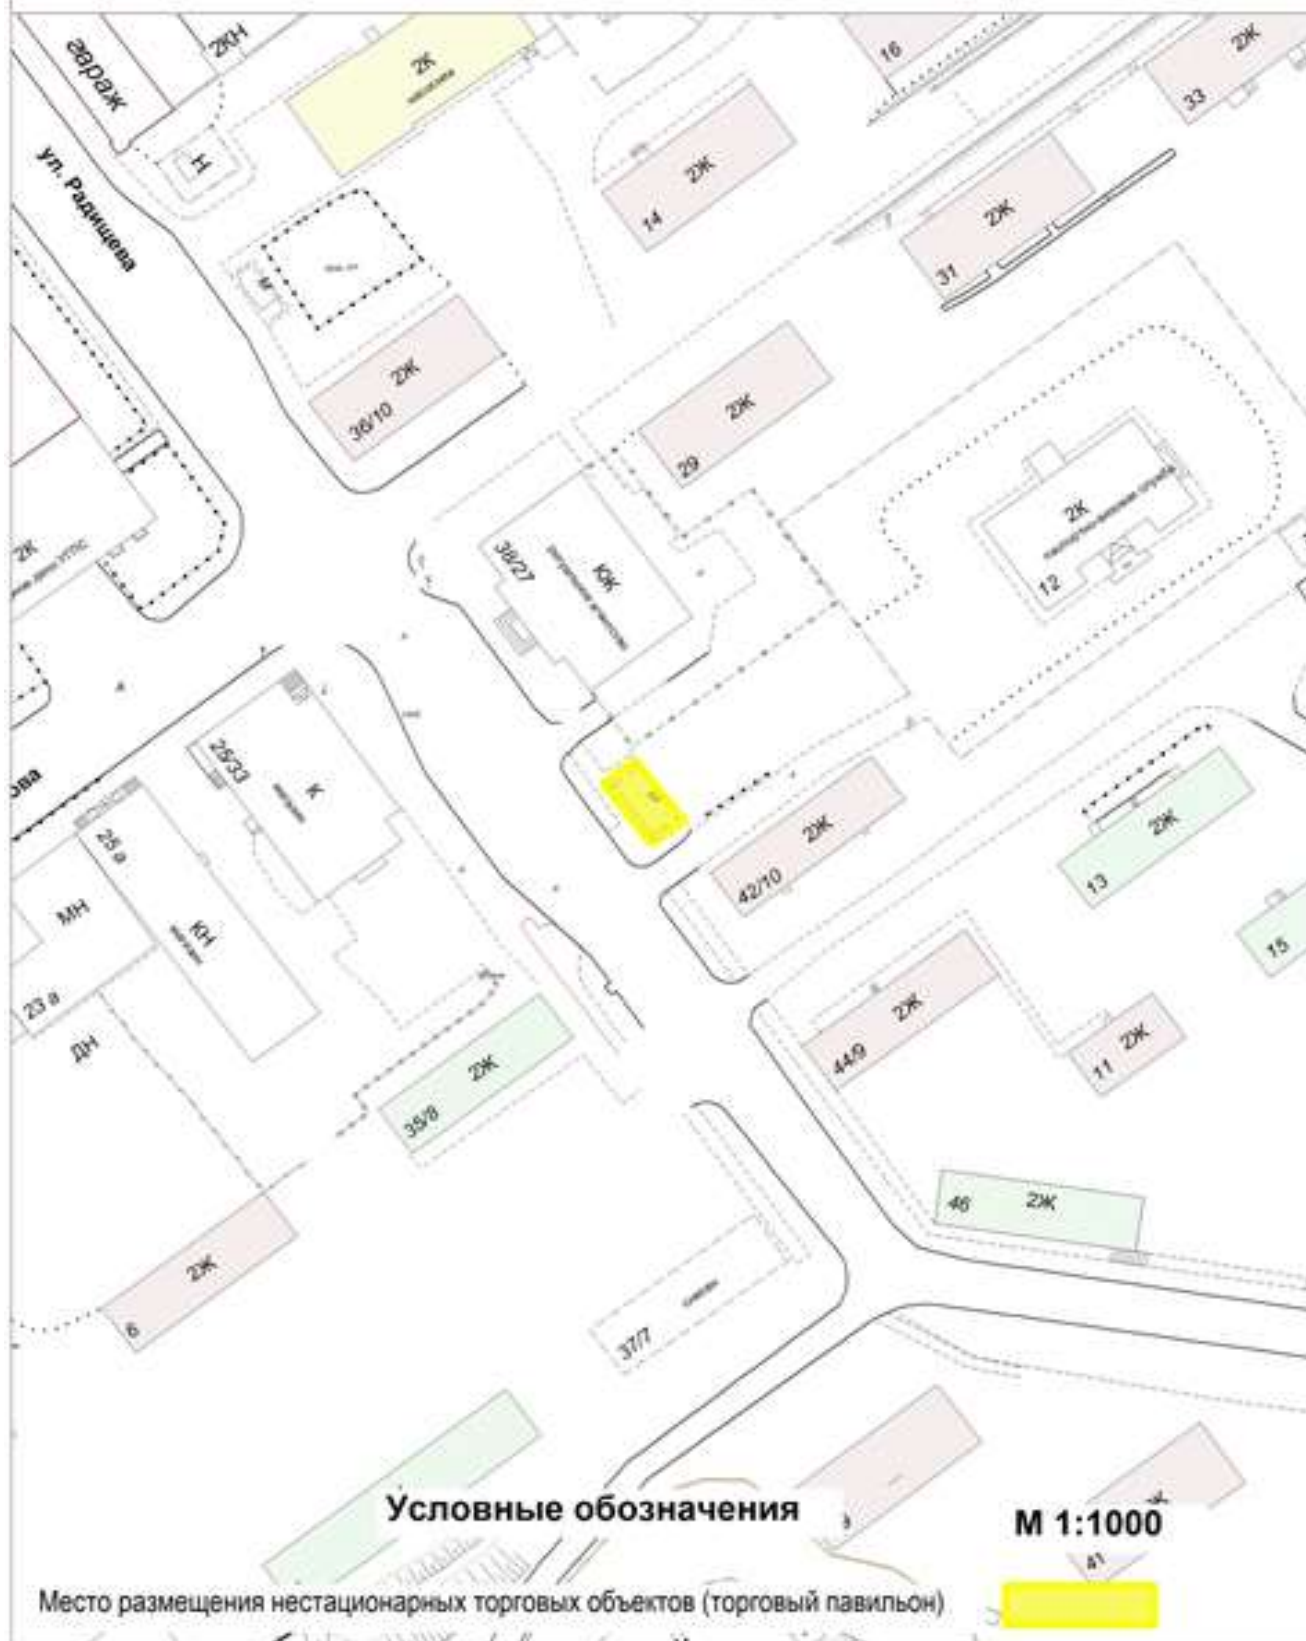 гараж
2КН
2К
16
2Ж
33
Н
ул. Радищева
2Ж
14
2Ж
31
М
2Ж
36/10
2Ж
29
2К
12
38/27
КЖ
2К
25/33
К
магазин
ова
25 а
КН
магазин
МН
23 а
ДН
2Ж
42/10
2Ж
13
15
2Ж
44/9
2Ж
11
2Ж
35/8
46
2Ж
2Ж
6
37/7
Условные обозначения
М 1:1000
41
Место размещения нестационарных торговых объектов (торговый павильон)